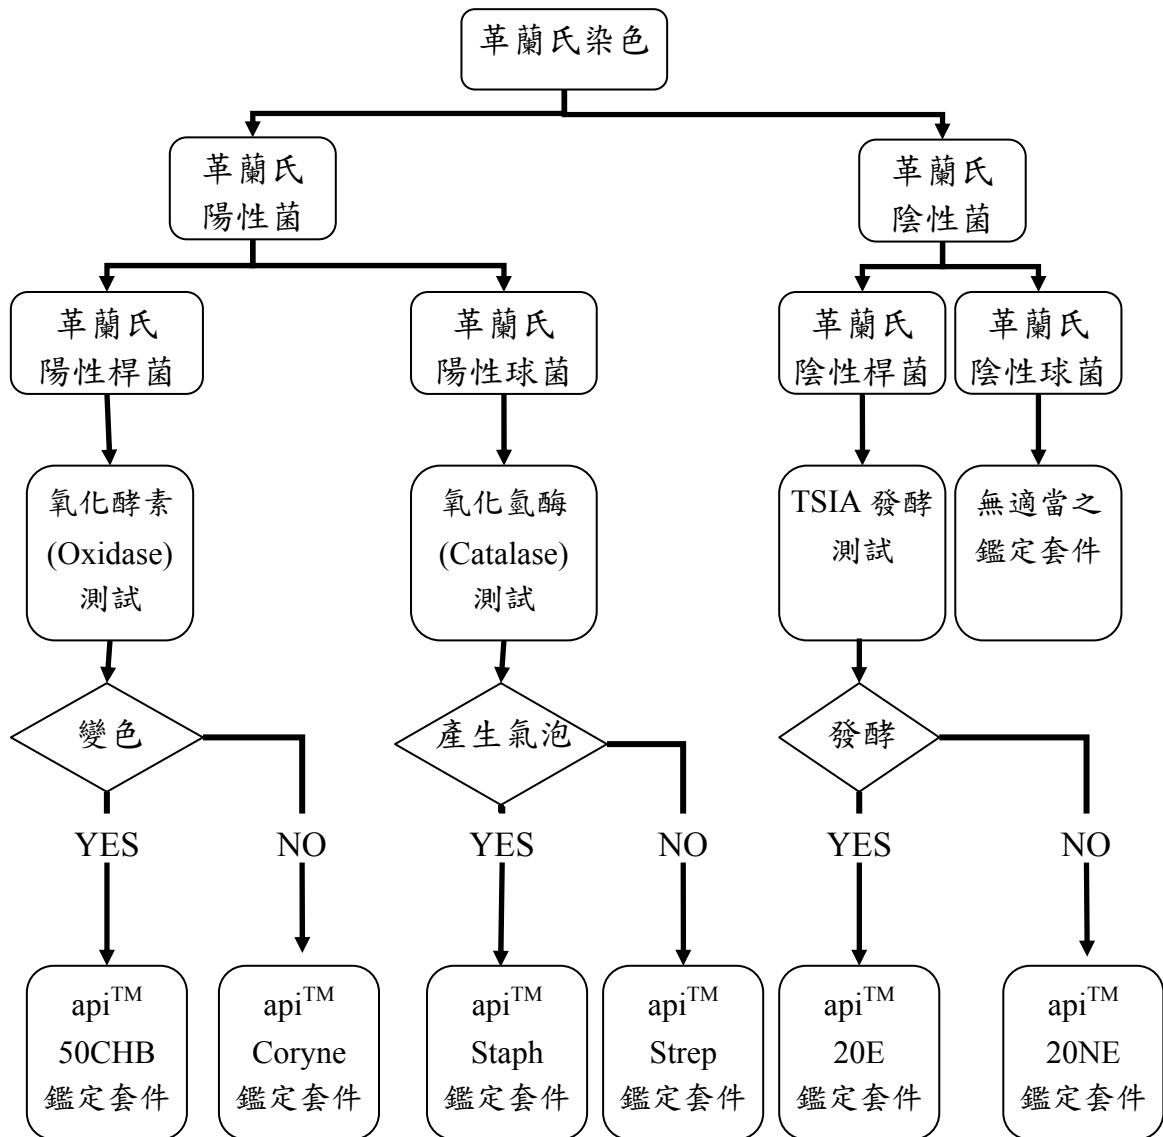 革蘭氏染色
革蘭氏
陽性菌
革蘭氏
陰性菌
革蘭氏
陽性桿菌
革蘭氏
陽性球菌
革蘭氏
陰性桿菌
革蘭氏
陰性球菌
氧化酵素
(Oxidase)
測試
氧化氫酶
(Catalase)
測試
TSIA 發酵
測試
無適當之
鑑定套件
變色
產生氣泡
發酵
YES
NO
YES
NO
YES
NO
api™
50CHB
鑑定套件
api™
Coryne
鑑定套件
api™
Staph
鑑定套件
api™
Strep
鑑定套件
api™
20E
鑑定套件
api™
20NE
鑑定套件